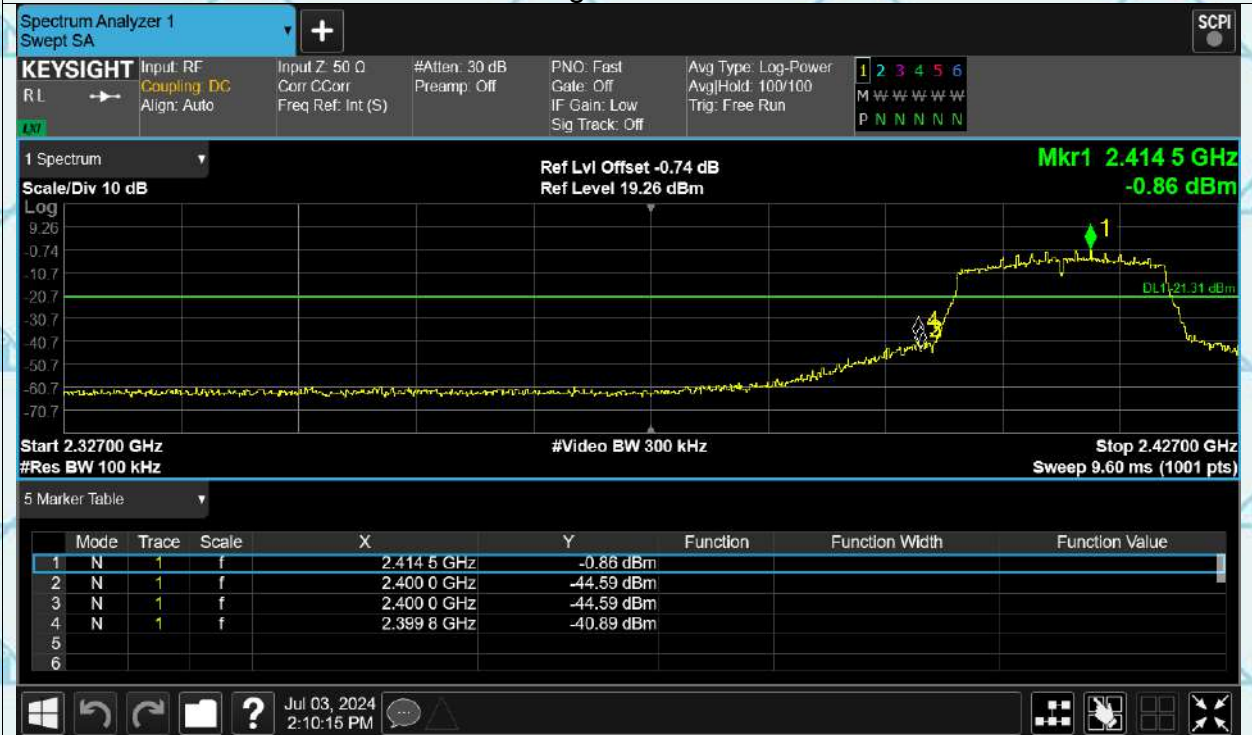 Spectrum Analyzer 1
Swept SA
+
SCPI
KEYSIGHT
RL
LXI
Input: RF
Coupling: DC
Align: Auto
Input Z: 50 Ω
Corr CCorr
Freq Ref: Int (S)
#Atten: 30 dB
Preamp: Off
PNO: Fast
Gate: Off
IF Gain: Low
Sig Track: Off
Avg Type: Log-Power
Avg|Hold: 100/100
Trig: Free Run
1 2 3 4 5 6
M W W W W W
P N N N N N
1 Spectrum
Scale/Div 10 dB
Ref Lvl Offset -0.74 dB
Ref Level 19.26 dBm
Mkr1 2.414 5 GHz
-0.86 dBm
Log
9.26
-0.74
-10.7
-20.7
-30.7
-40.7
-50.7
-60.7
-70.7
1
DL1 -21.31 dBm
4
Start 2.32700 GHz
#Res BW 100 kHz
#Video BW 300 kHz
Stop 2.42700 GHz
Sweep 9.60 ms (1001 pts)
5 Marker Table
Mode Trace Scale X Y Function Function Width Function Value
1 N 1 f 2.414 5 GHz -0.86 dBm
2 N 1 f 2.400 0 GHz -44.59 dBm
3 N 1 f 2.400 0 GHz -44.59 dBm
4 N 1 f 2.399 8 GHz -40.89 dBm
5
6
?
Jul 03, 2024
2:10:15 PM